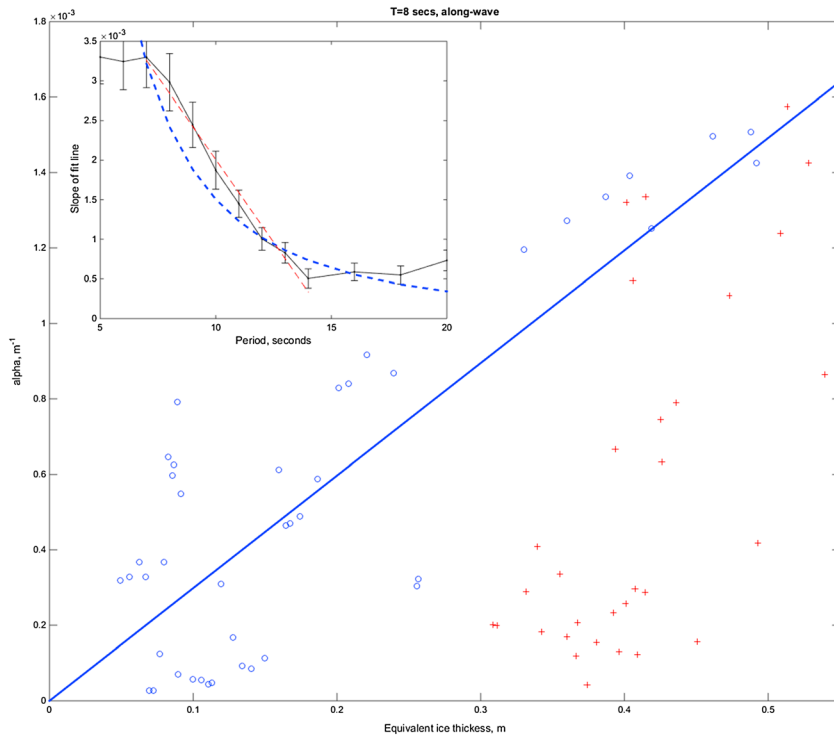 T=8 secs, along-wave
1.8 × 10⁻³
3.5 × 10⁻³
3
2.5
2
1.5
1
0.5
0
5 10 15 20
Slope of fit line
Period, seconds
1.6
1.4
1.2
1
0.8
0.6
0.4
0.2
0
alpha, m⁻¹
0 0.1 0.2 0.3 0.4 0.5
Equivalent ice thickess, m